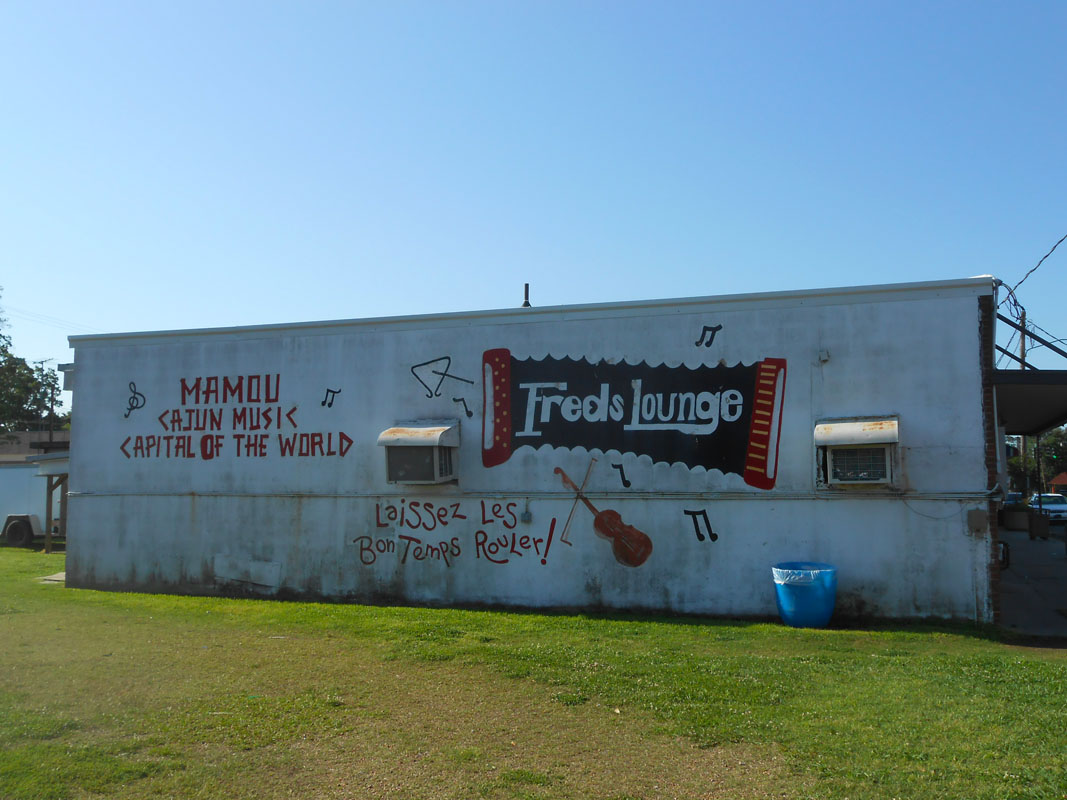 MAMOU
CAJUN MUSIC
CAPITAL OF THE WORLD
Freds Lounge
Laissez Les
Bon Temps Rouler!